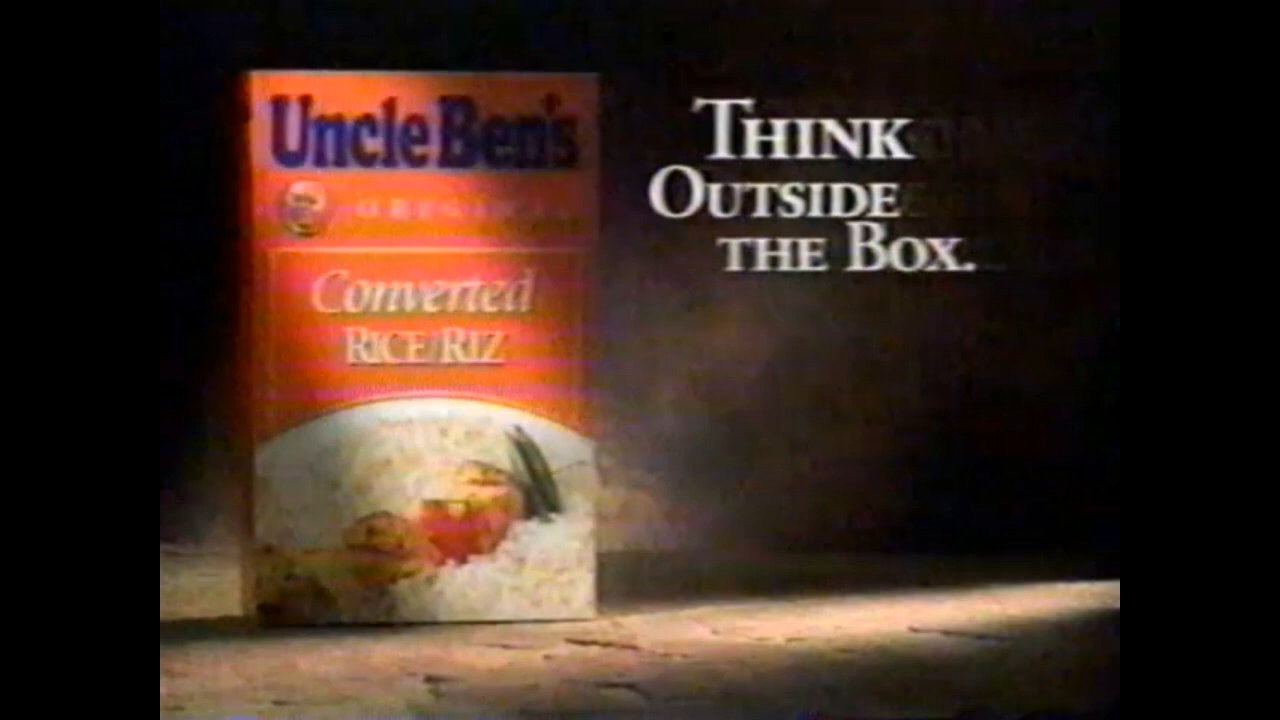 Uncle Ben's
Converted
RICE/RIZ
THINK
OUTSIDE
THE BOX.